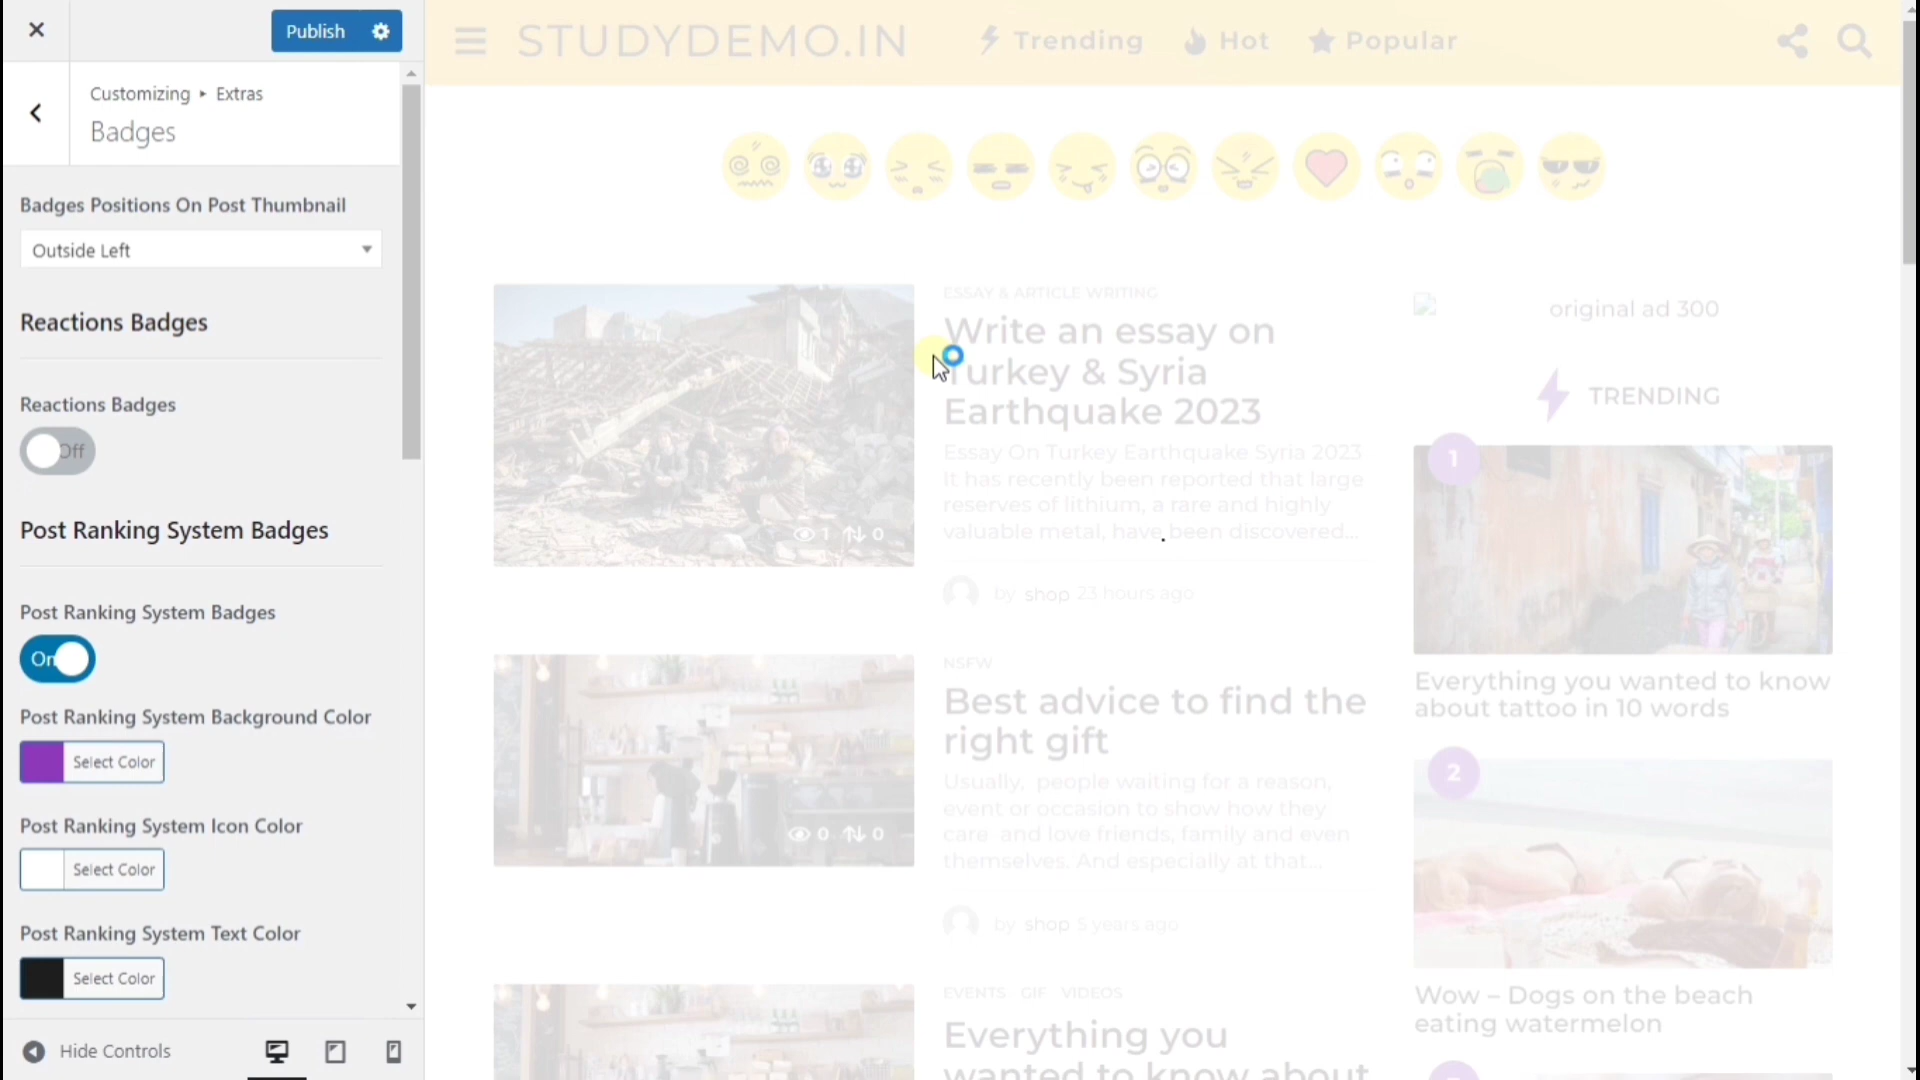 Publish
Customizing ▸ Extras
Badges
Badges Positions On Post Thumbnail
Outside Left
Reactions Badges
Reactions Badges
Off
Post Ranking System Badges
Post Ranking System Badges
On
Post Ranking System Background Color
Select Color
Post Ranking System Icon Color
Select Color
Post Ranking System Text Color
Select Color
Hide Controls
STUDYDEMO.IN
Trending
Hot
Popular
ESSAY & ARTICLE WRITING
Write an essay on
Turkey & Syria
Earthquake 2023
Essay On Turkey Earthquake Syria 2023
It has recently been reported that large
reserves of lithium, a rare and highly
valuable metal, have been discovered...
1 0
by shop 23 hours ago
NSFW
Best advice to find the
right gift
Usually, people waiting for a reason,
event or occasion to show how they
care and love friends, family and even
themselves. And especially at that...
0 0
by shop 5 years ago
EVENTS GIF VIDEOS
Everything you
wanted to know about
original ad 300
TRENDING
1
Everything you wanted to know
about tattoo in 10 words
2
Wow – Dogs on the beach
eating watermelon